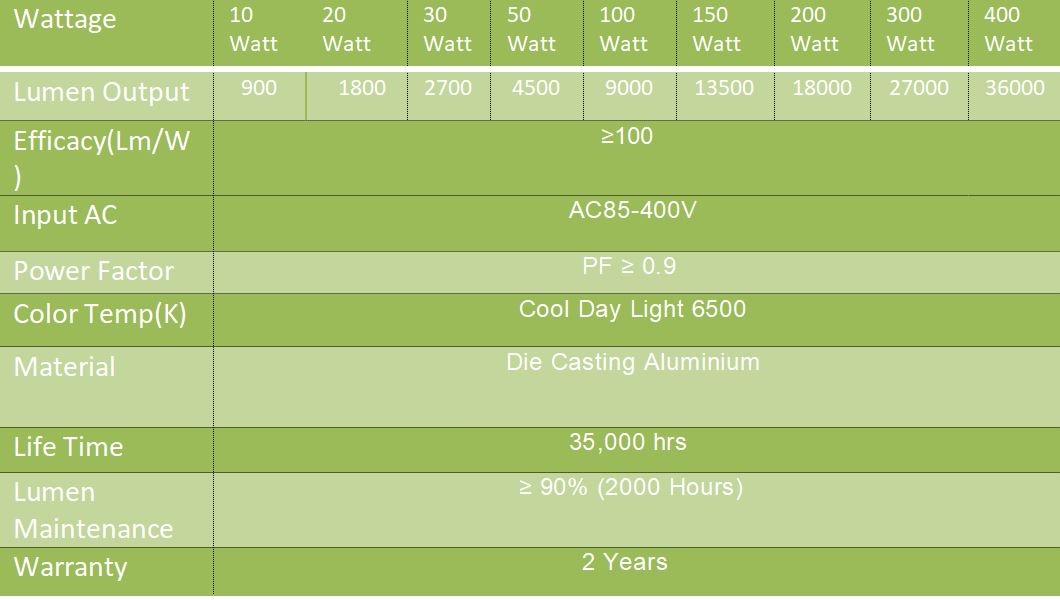 Wattage 10 Watt 20 Watt 30 Watt 50 Watt 100 Watt 150 Watt 200 Watt 300 Watt 400 Watt
Lumen Output 900 1800 2700 4500 9000 13500 18000 27000 36000
Efficacy(Lm/W) ≥100
Input AC AC85-400V
Power Factor PF ≥ 0.9
Color Temp(K) Cool Day Light 6500
Material Die Casting Aluminium
Life Time 35,000 hrs
Lumen Maintenance ≥ 90% (2000 Hours)
Warranty 2 Years